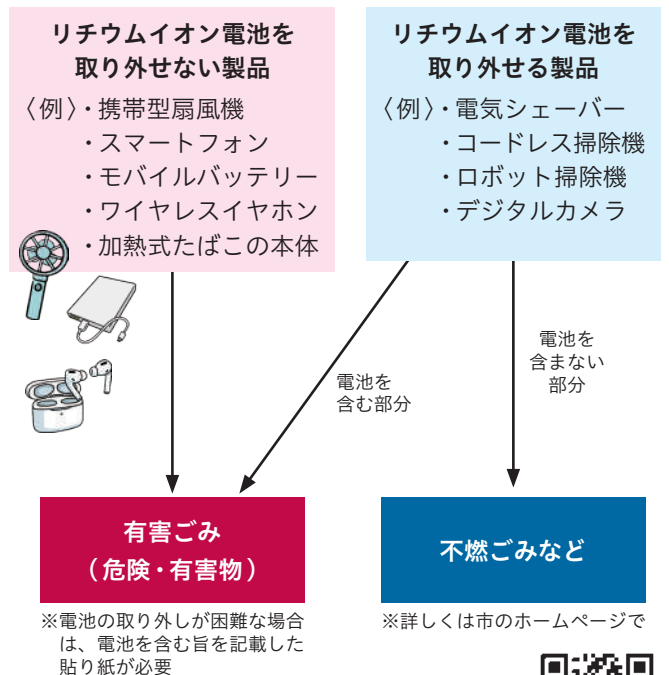 リチウムイオン電池を
取り外せない製品
〈例〉・携帯型扇風機
・スマートフォン
・モバイルバッテリー
・ワイヤレスイヤホン
・加熱式たばこの本体
リチウムイオン電池を
取り外せる製品
〈例〉・電気シェーバー
・コードレス掃除機
・ロボット掃除機
・デジタルカメラ
電池を
含む部分
電池を
含まない
部分
有害ごみ
（危険・有害物）
※電池の取り外しが困難な場合
は、電池を含む旨を記載した
貼り紙が必要
不燃ごみなど
※詳しくは市のホームページで